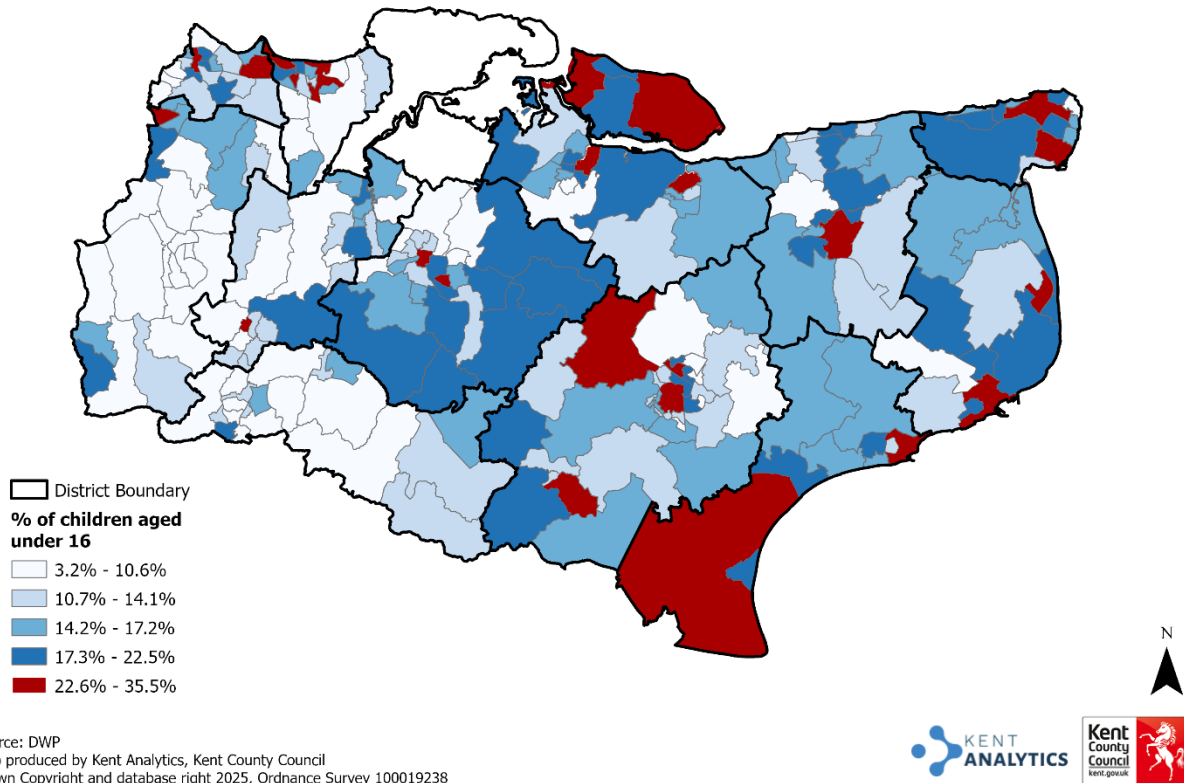 District Boundary
% of children aged
under 16
3.2% - 10.6%
10.7% - 14.1%
14.2% - 17.2%
17.3% - 22.5%
22.6% - 35.5%
N
rce: DWP
produced by Kent Analytics, Kent County Council
wn Copyright and database right 2025. Ordnance Survey 100019238
KENT
ANALYTICS
Kent
County
Council
kent.gov.uk